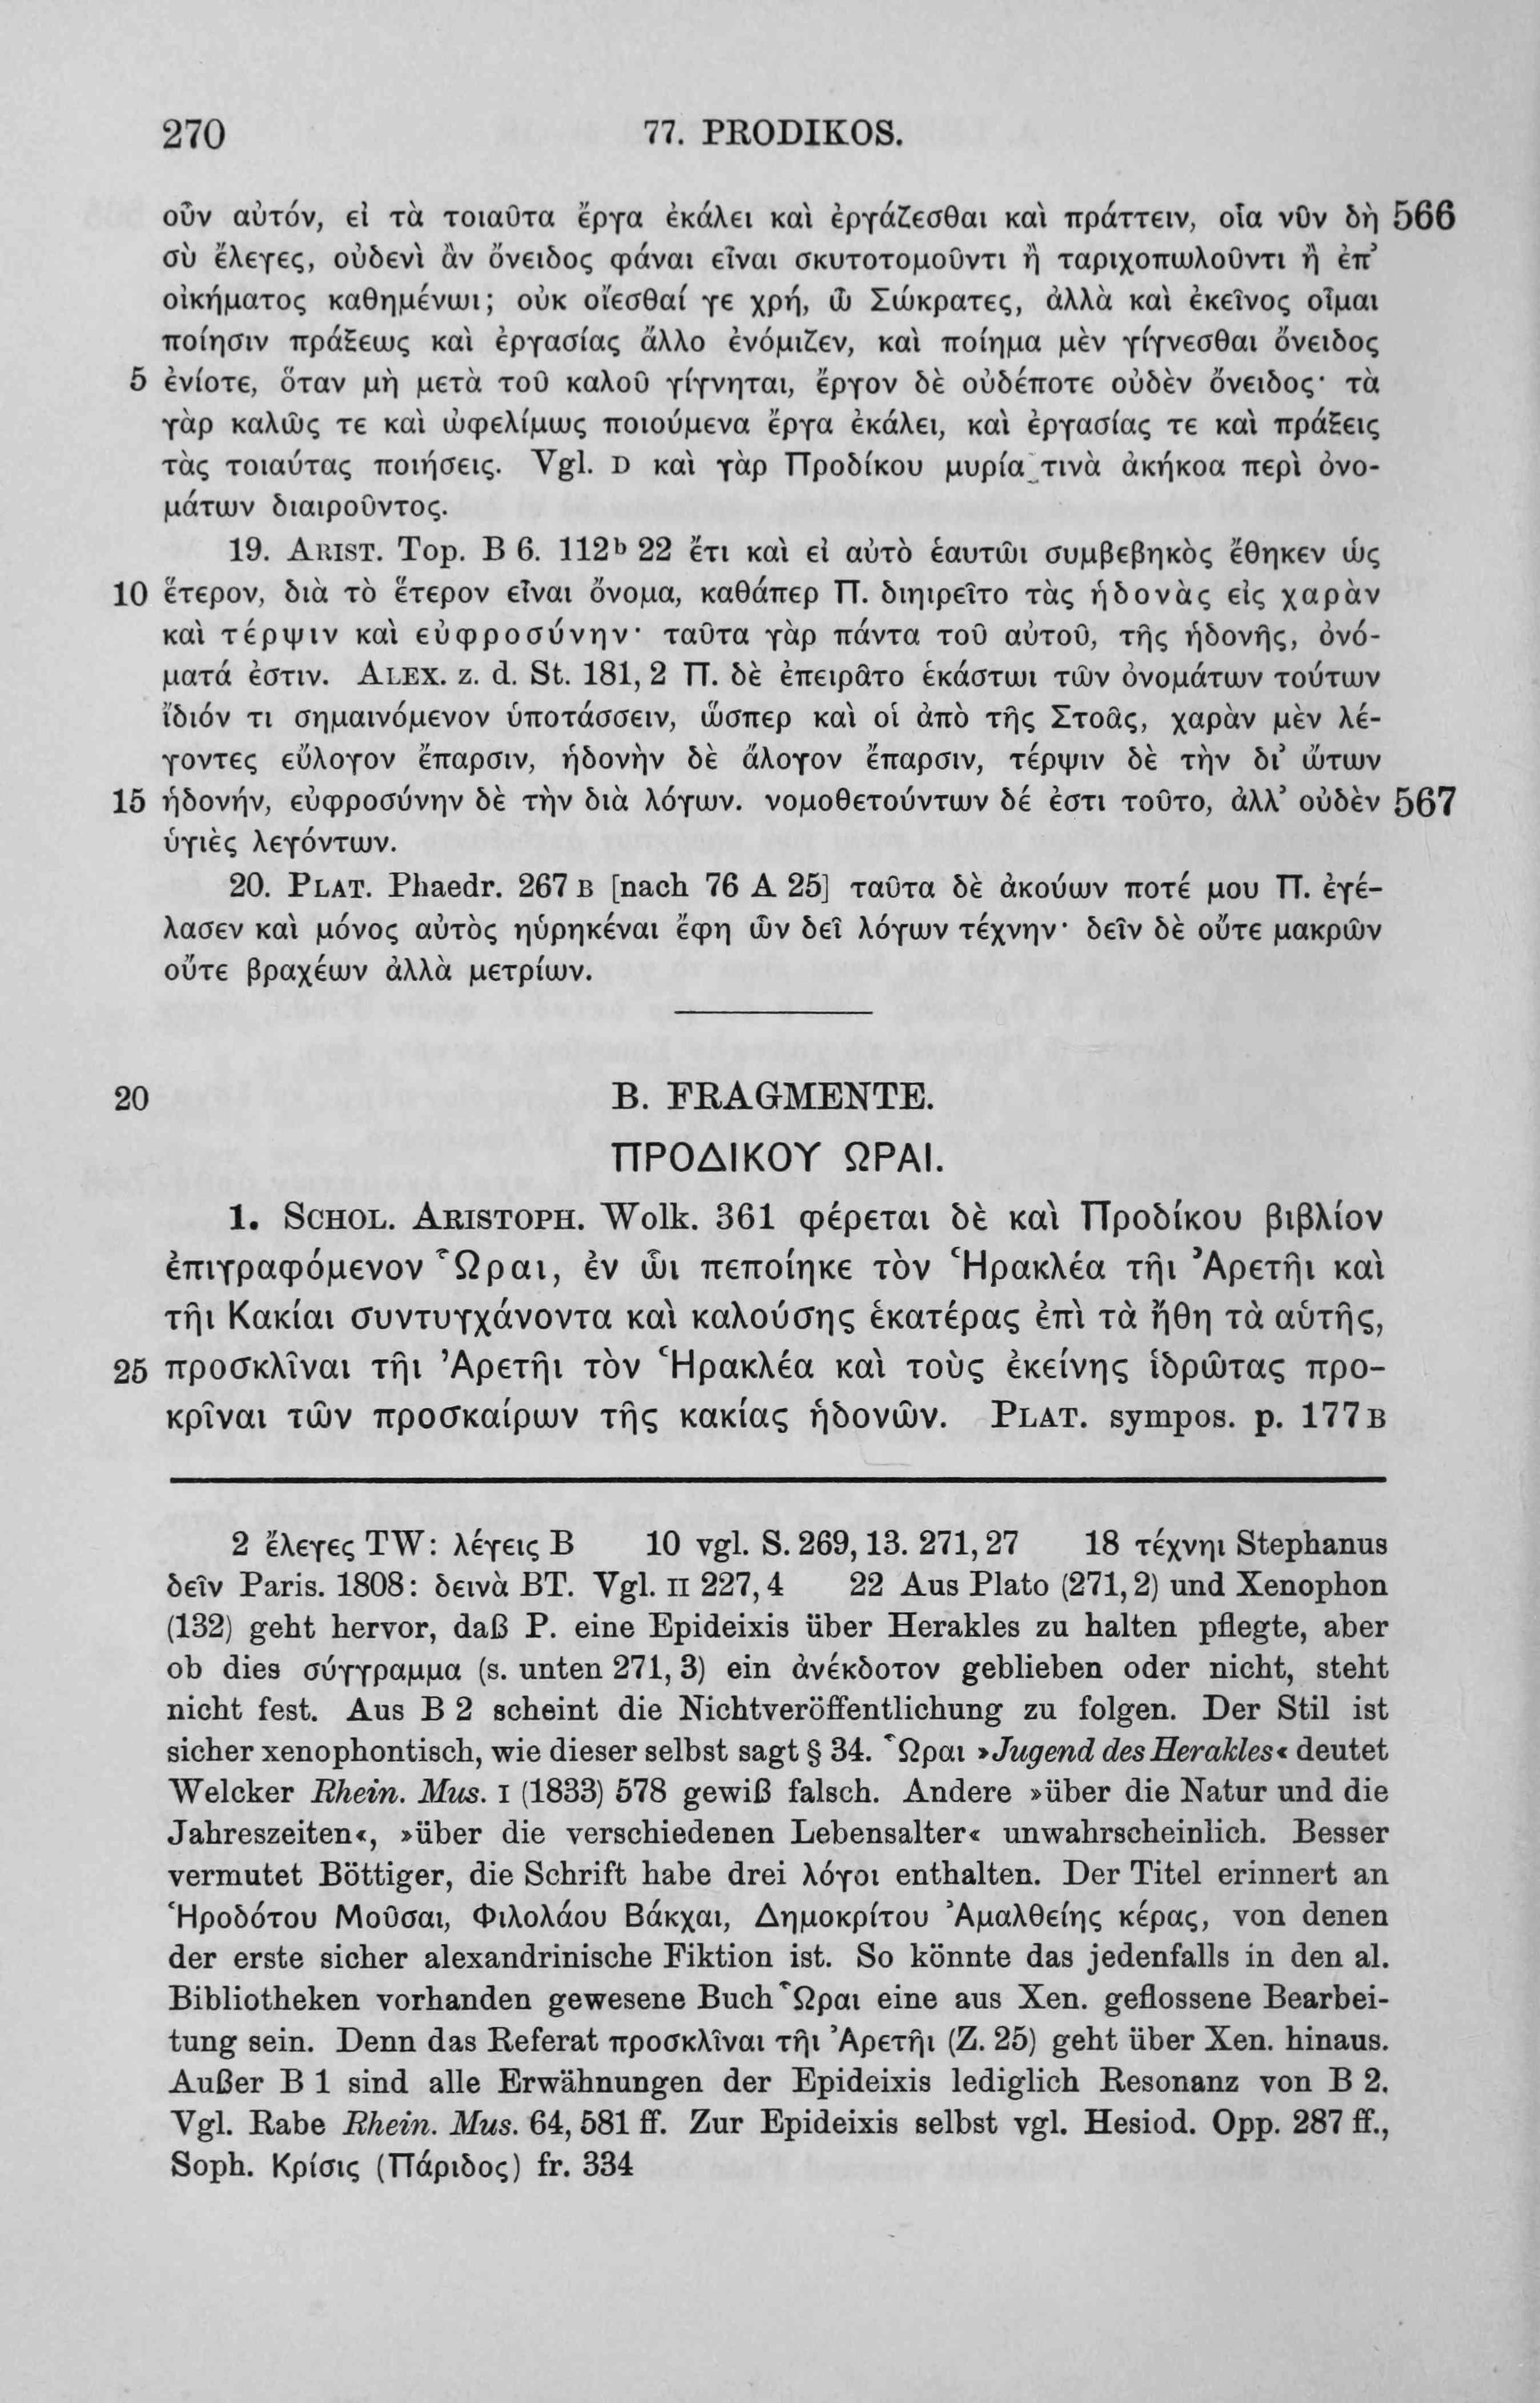 270 77. PRODIKOS.
οὖν αὐτόν, εἰ τὰ τοιαῦτα ἔργα ἐκάλει καὶ ἐργάζεσθαι καὶ πράττειν, οἷα νῦν δὴ 566
σὺ ἔλεγες, οὐδενὶ ἂν ὄνειδος φάναι εἶναι σκυτοτομοῦντι ἢ ταριχοπωλοῦντι ἢ ἐπ’
οἰκήματος καθημένωι; οὐκ οἴεσθαί γε χρή, ὦ Σώκρατες, ἀλλὰ καὶ ἐκεῖνος οἶμαι
ποίησιν πράξεως καὶ ἐργασίας ἄλλο ἐνόμιζεν, καὶ ποίημα μὲν γίγνεσθαι ὄνειδος
5 ἐνίοτε, ὅταν μὴ μετὰ τοῦ καλοῦ γίγνηται, ἔργον δὲ οὐδέποτε οὐδὲν ὄνειδος· τὰ
γὰρ καλῶς τε καὶ ὠφελίμως ποιούμενα ἔργα ἐκάλει, καὶ ἐργασίας τε καὶ πράξεις
τὰς τοιαύτας ποιήσεις. Vgl. D καὶ γὰρ Προδίκου μυρία τινὰ ἀκήκοα περὶ ὀνο-
μάτων διαιροῦντος.
19. ARIST. Top. B 6. 112ᵇ 22 ἔτι καὶ εἰ αὐτὸ ἑαυτῶι συμβεβηκὸς ἔθηκεν ὡς
10 ἕτερον, διὰ τὸ ἕτερον εἶναι ὄνομα, καθάπερ Π. διηιρεῖτο τὰς ἡδονὰς εἰς χαρὰν
καὶ τέρψιν καὶ εὐφροσύνην· ταῦτα γὰρ πάντα τοῦ αὐτοῦ, τῆς ἡδονῆς, ὀνό-
ματά ἐστιν. ALEX. z. d. St. 181, 2 Π. δὲ ἐπειρᾶτο ἑκάστωι τῶν ὀνομάτων τούτων
ἴδιόν τι σημαινόμενον ὑποτάσσειν, ὥσπερ καὶ οἱ ἀπὸ τῆς Στοᾶς, χαρὰν μὲν λέ-
γοντες εὔλογον ἔπαρσιν, ἡδονὴν δὲ ἄλογον ἔπαρσιν, τέρψιν δὲ τὴν δι’ ὤτων
15 ἡδονήν, εὐφροσύνην δὲ τὴν διὰ λόγων. νομοθετούντων δέ ἐστι τοῦτο, ἀλλ’ οὐδὲν 567
ὑγιὲς λεγόντων.
20. PLAT. Phaedr. 267 B [nach 76 A 25] ταῦτα δὲ ἀκούων ποτέ μου Π. ἐγέ-
λασεν καὶ μόνος αὐτὸς ηὑρηκέναι ἔφη ὧν δεῖ λόγων τέχνην· δεῖν δὲ οὔτε μακρῶν
οὔτε βραχέων ἀλλὰ μετρίων.
20 B. FRAGMENTE.
ΠΡΟΔΙΚΟΥ ΩΡΑΙ.
1. SCHOL. ARISTOPH. Wolk. 361 φέρεται δὲ καὶ Προδίκου βιβλίον
ἐπιγραφόμενον Ὧραι, ἐν ὧι πεποίηκε τὸν Ἡρακλέα τῆι Ἀρετῆι καὶ
τῆι Κακίαι συντυγχάνοντα καὶ καλούσης ἑκατέρας ἐπὶ τὰ ἤθη τὰ αὑτῆς,
25 προσκλῖναι τῆι Ἀρετῆι τὸν Ἡρακλέα καὶ τοὺς ἐκείνης ἱδρῶτας προ-
κρῖναι τῶν προσκαίρων τῆς κακίας ἡδονῶν. PLAT. sympos. p. 177 B
2 ἔλεγες TW: λέγεις B 10 vgl. S. 269, 13. 271, 27 18 τέχνηι Stephanus
δεῖν Paris. 1808: δεινὰ BT. Vgl. II 227, 4 22 Aus Plato (271, 2) und Xenophon
(132) geht hervor, daß P. eine Epideixis über Herakles zu halten pflegte, aber
ob dies σύγγραμμα (s. unten 271, 3) ein ἀνέκδοτον geblieben oder nicht, steht
nicht fest. Aus B 2 scheint die Nichtveröffentlichung zu folgen. Der Stil ist
sicher xenophontisch, wie dieser selbst sagt § 34. Ὧραι »Jugend des Herakles« deutet
Welcker Rhein. Mus. I (1833) 578 gewiß falsch. Andere »über die Natur und die
Jahreszeiten«, »über die verschiedenen Lebensalter« unwahrscheinlich. Besser
vermutet Böttiger, die Schrift habe drei λόγοι enthalten. Der Titel erinnert an
Ἡροδότου Μοῦσαι, Φιλολάου Βάκχαι, Δημοκρίτου Ἀμαλθείης κέρας, von denen
der erste sicher alexandrinische Fiktion ist. So könnte das jedenfalls in den al.
Bibliotheken vorhanden gewesene Buch Ὧραι eine aus Xen. geflossene Bearbei-
tung sein. Denn das Referat προσκλῖναι τῆι Ἀρετῆι (Z. 25) geht über Xen. hinaus.
Außer B 1 sind alle Erwähnungen der Epideixis lediglich Resonanz von B 2.
Vgl. Rabe Rhein. Mus. 64, 581 ff. Zur Epideixis selbst vgl. Hesiod. Opp. 287 ff.,
Soph. Κρίσις (Πάριδος) fr. 334